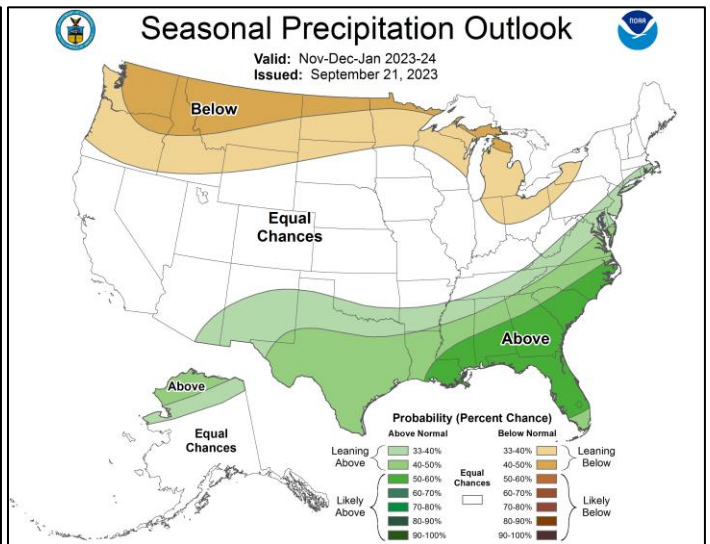 Seasonal Precipitation Outlook
NOAA
Valid: Nov-Dec-Jan 2023-24
Issued: September 21, 2023
Below
Equal
Chances
Above
Above
Equal
Chances
Probability (Percent Chance)
Above Normal
Below Normal
Leaning
Above
33-40%
40-50%
Likely
Above
50-60%
60-70%
70-80%
80-90%
90-100%
Equal
Chances
33-40%
40-50%
Leaning
Below
50-60%
60-70%
70-80%
80-90%
90-100%
Likely
Below